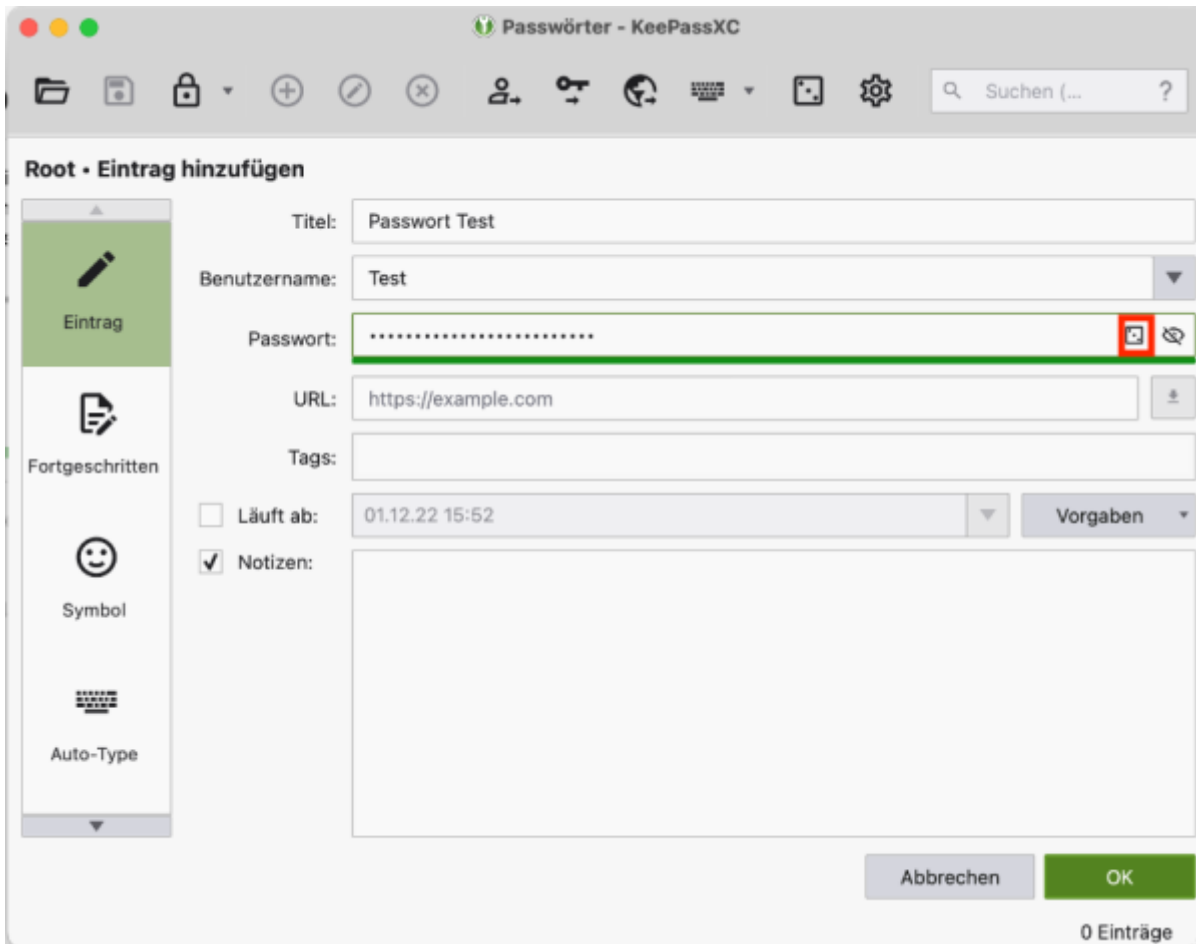 Passwörter - KeePassXC
Suchen (... ?
Root • Eintrag hinzufügen
Titel: Passwort Test
Eintrag
Benutzername: Test
Passwort: •••••••••••••••••••••••••
Fortgeschritten
URL: https://example.com
Tags:
Läuft ab: 01.12.22 15:52 Vorgaben
Symbol
Notizen:
Auto-Type
Abbrechen OK
0 Einträge